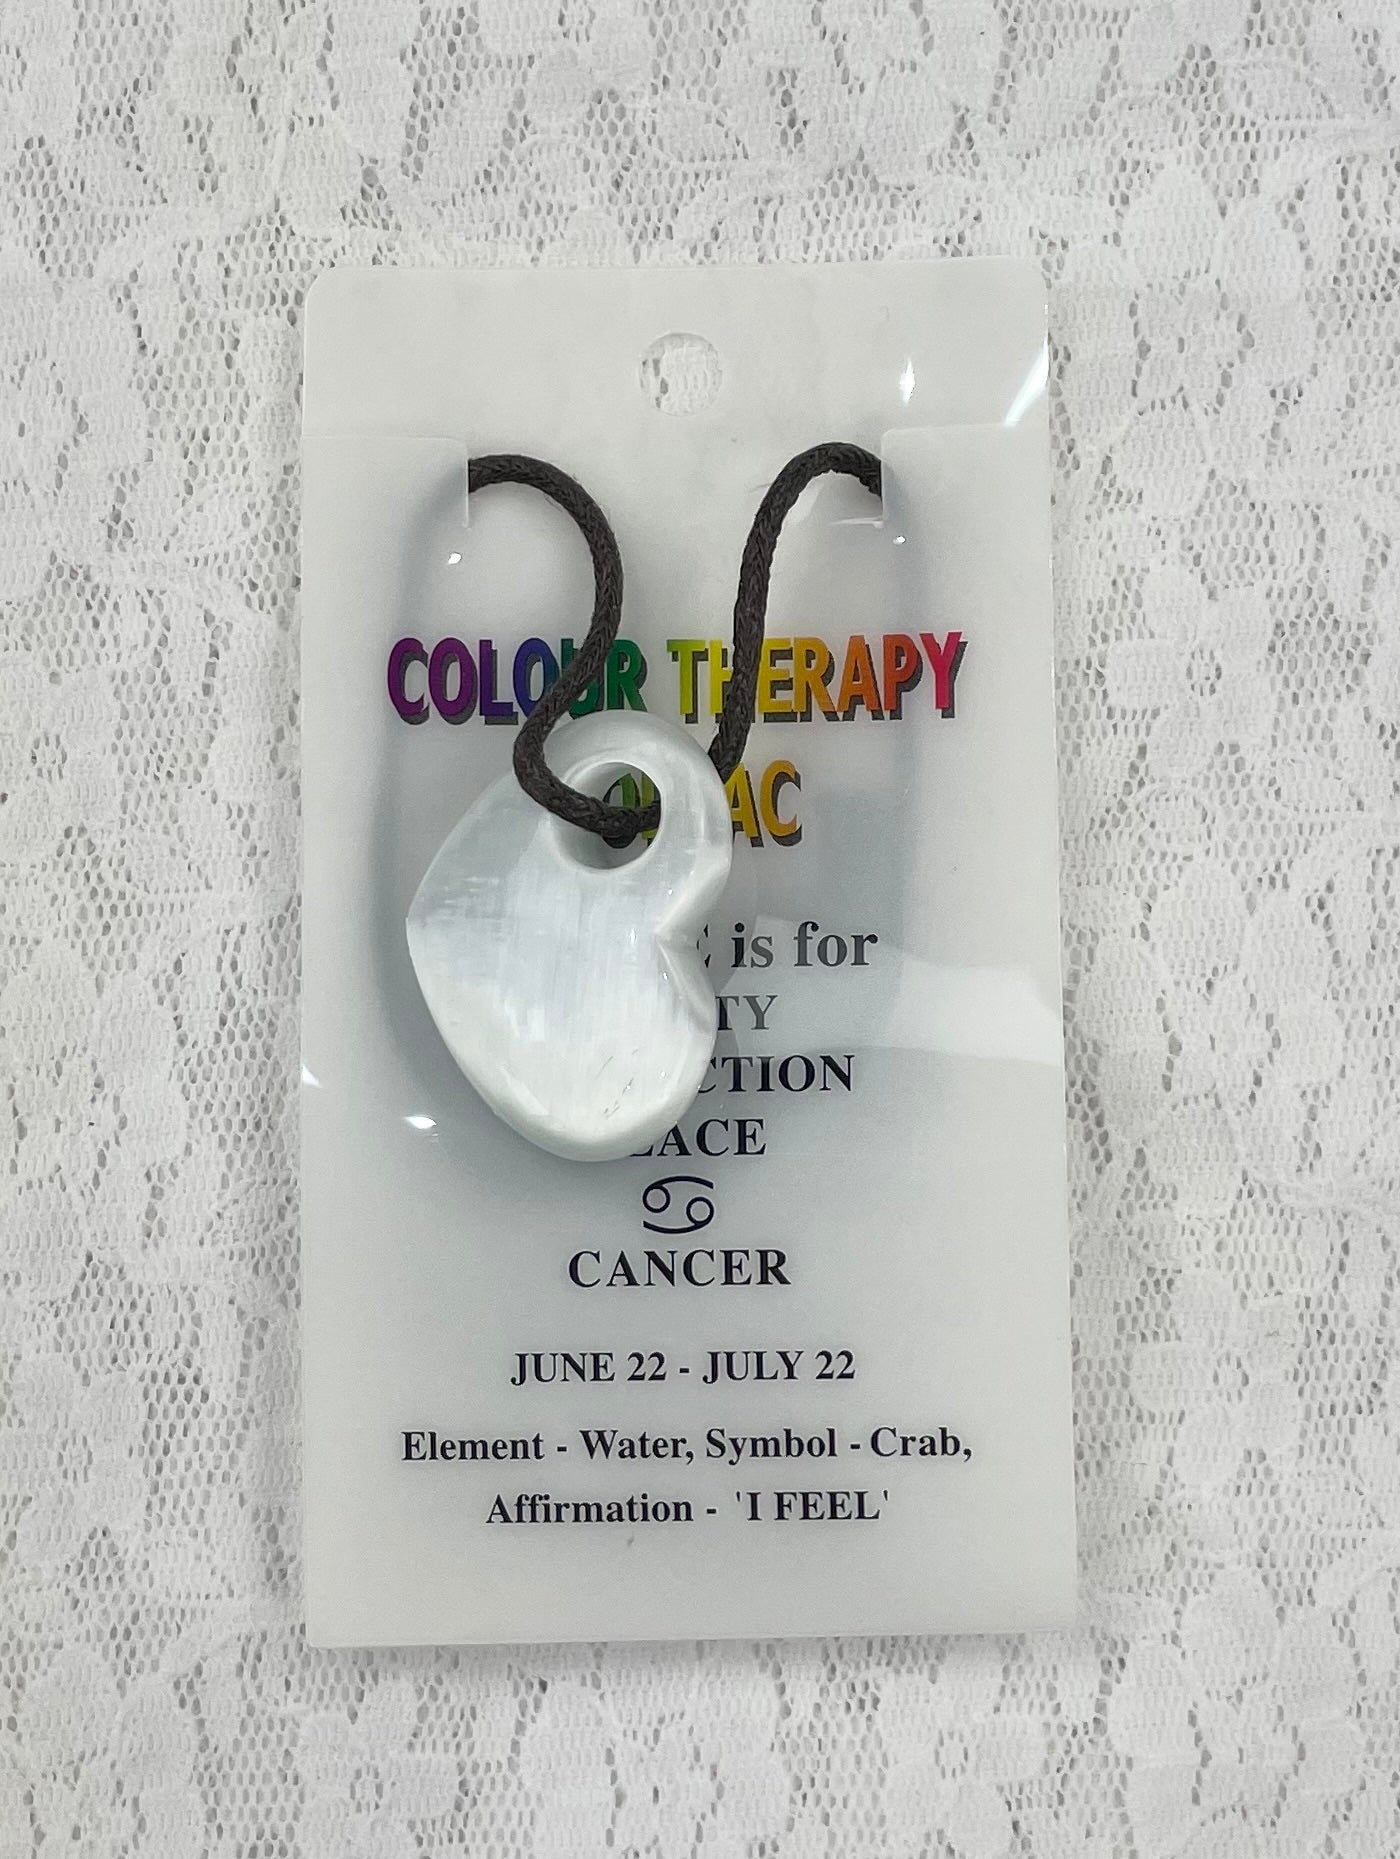 COLOUR THERAPY
is for
CANCER
JUNE 22 - JULY 22
Element - Water, Symbol - Crab,
Affirmation - 'I FEEL'